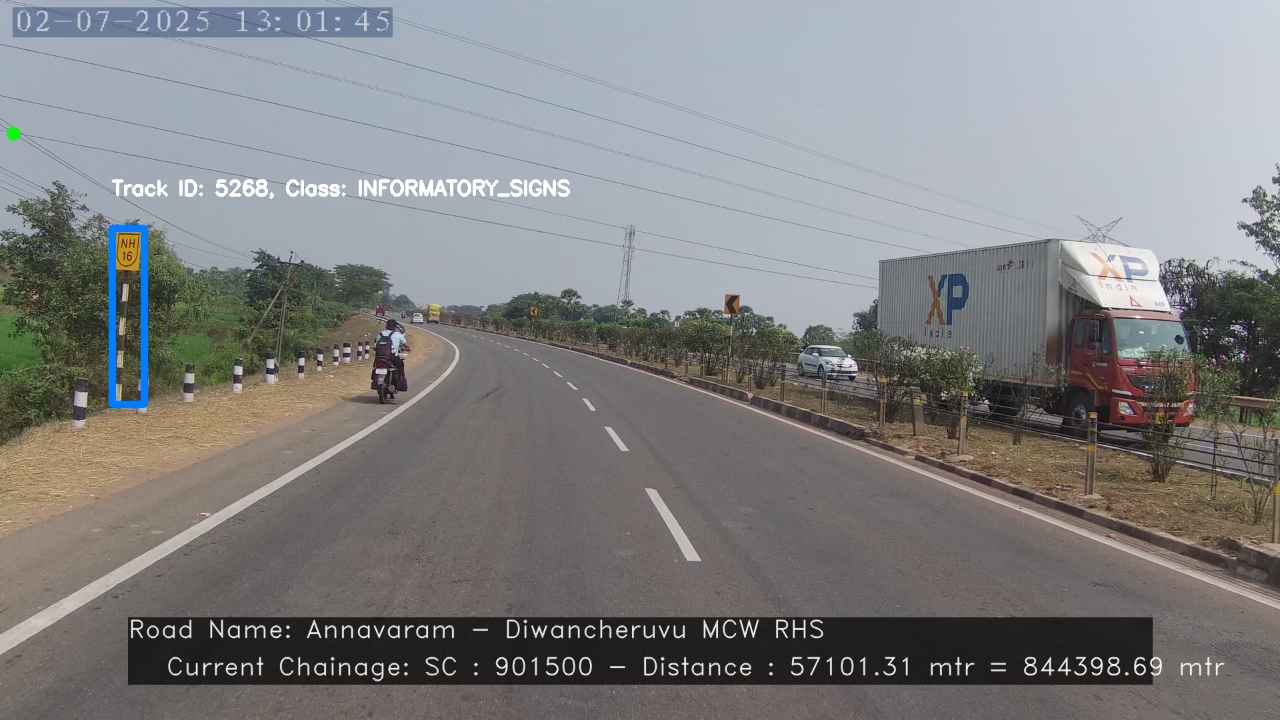 02-07-2025 13:01:45
Track ID: 5268, Class: INFORMATORY_SIGNS
NH
16
XP
India
XP
India
Road Name: Annavaram - Diwancheruvu MCW RHS
Current Chainage: SC : 901500 - Distance : 57101.31 mtr = 844398.69 mtr